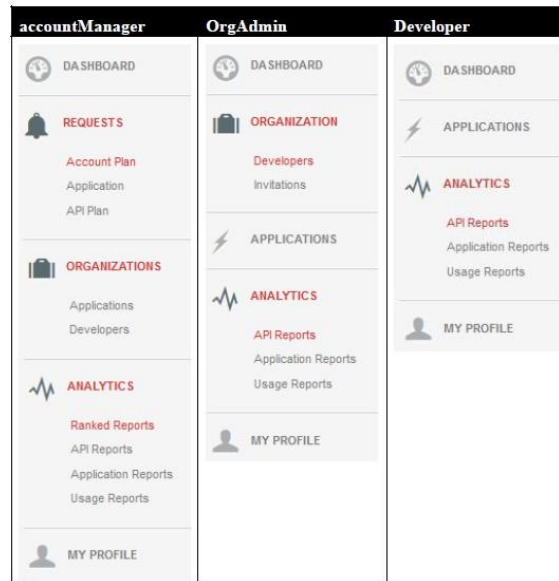 accountManager
DASHBOARD
REQUESTS
Account Plan
Application
API Plan
ORGANIZATIONS
Applications
Developers
ANALYTICS
Ranked Reports
API Reports
Application Reports
Usage Reports
MY PROFILE
OrgAdmin
DASHBOARD
ORGANIZATION
Developers
Invitations
APPLICATIONS
ANALYTICS
API Reports
Application Reports
Usage Reports
MY PROFILE
Developer
DASHBOARD
APPLICATIONS
ANALYTICS
API Reports
Application Reports
Usage Reports
MY PROFILE